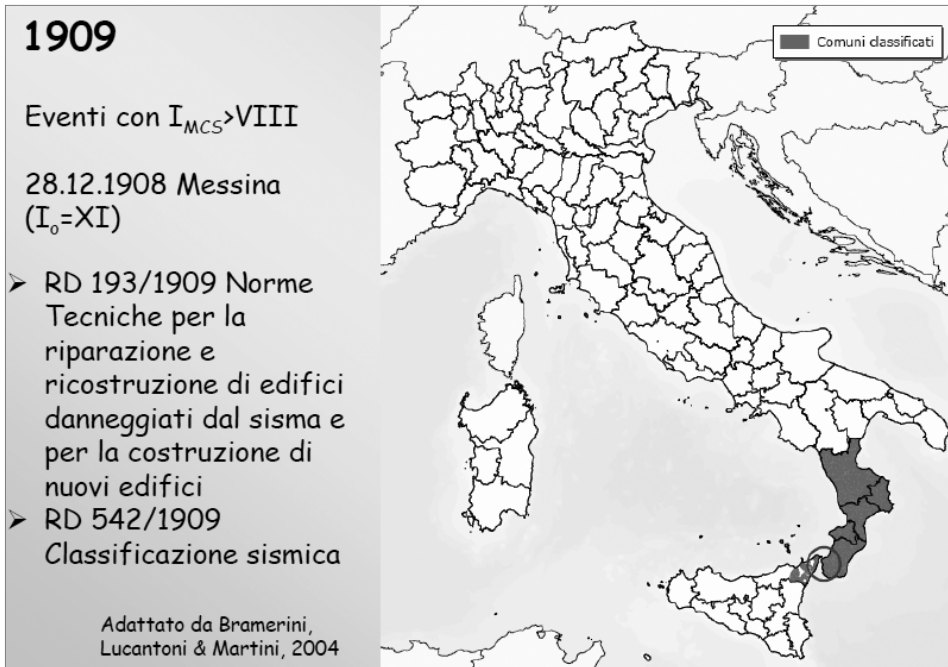 1909
Eventi con IMCS>VIII
28.12.1908 Messina
(Io=XI)
➢ RD 193/1909 Norme
Tecniche per la
riparazione e
ricostruzione di edifici
danneggiati dal sisma e
per la costruzione di
nuovi edifici
➢ RD 542/1909
Classificazione sismica
Adattato da Bramerini,
Lucantoni & Martini, 2004
Comuni classificati